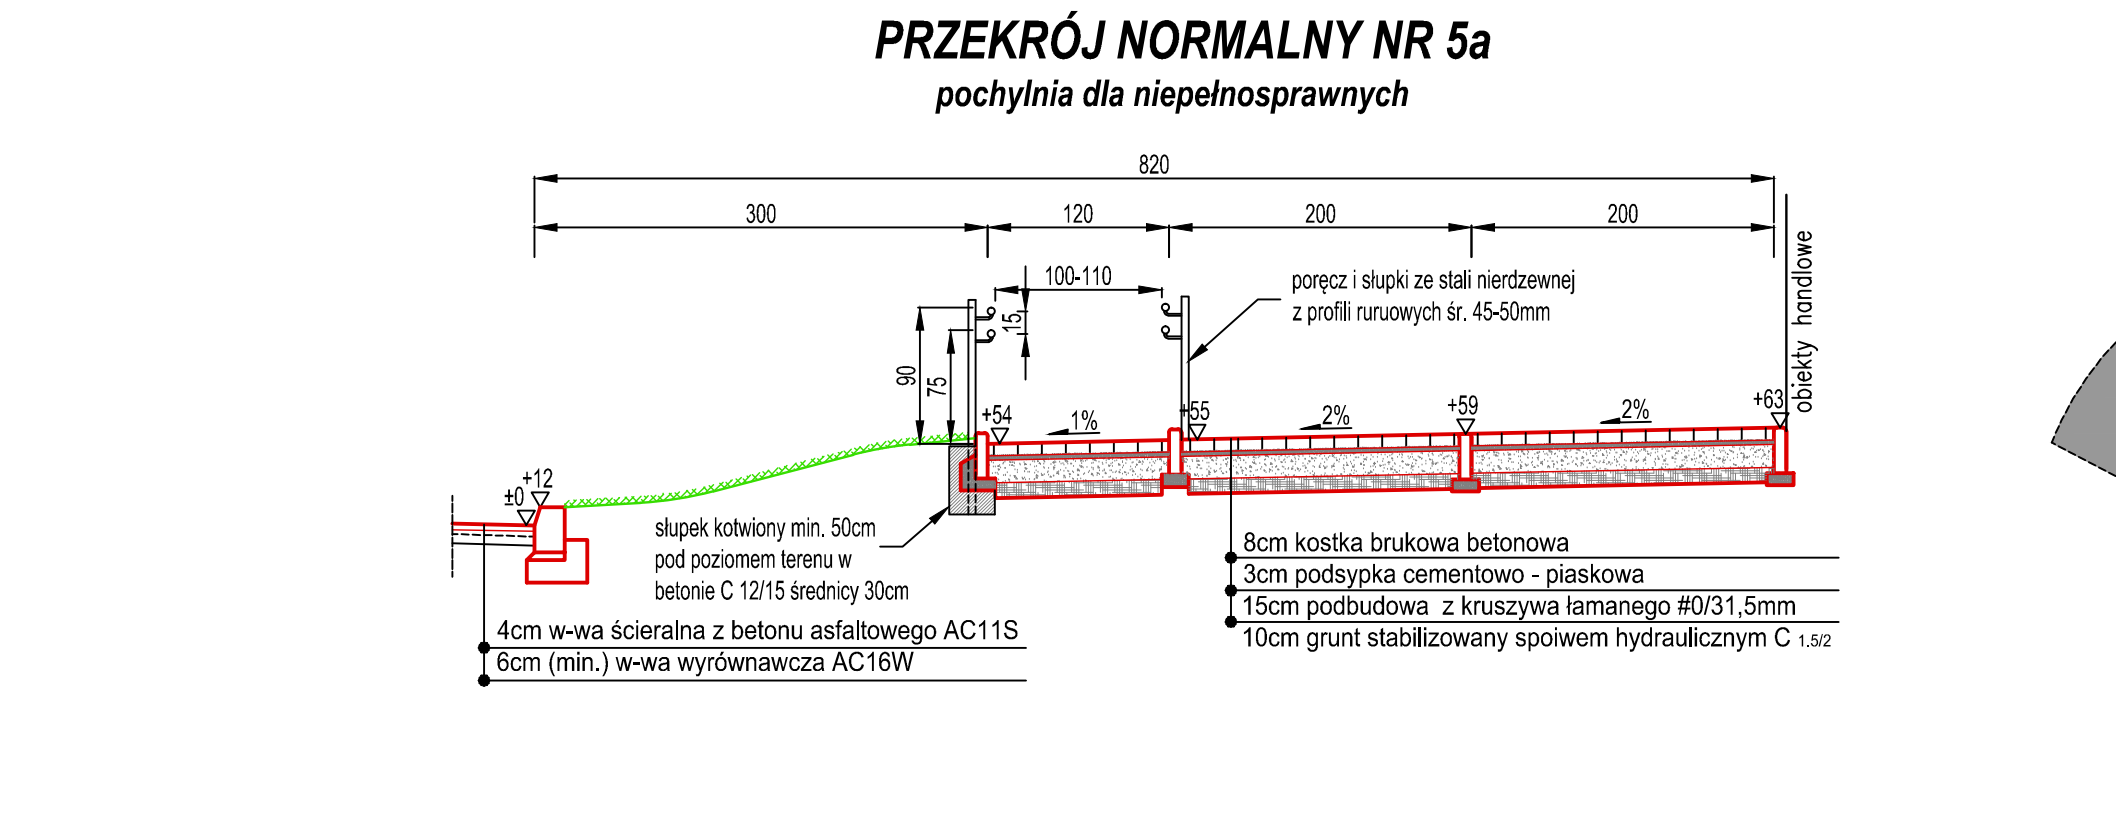 PRZEKRÓJ NORMALNY NR 5a
pochylnia dla niepełnosprawnych
820
300
120
200
200
100-110
15
90
75
poręcz i słupki ze stali nierdzewnej
z profili ruruowych śr. 45-50mm
obiekty handlowe
+54
1%
+55
2%
+59
2%
+63
±0
+12
słupek kotwiony min. 50cm
pod poziomem terenu w
betonie C 12/15 średnicy 30cm
4cm w-wa ścieralna z betonu asfaltowego AC11S
6cm (min.) w-wa wyrównawcza AC16W
8cm kostka brukowa betonowa
3cm podsypka cementowo - piaskowa
15cm podbudowa z kruszywa łamanego #0/31,5mm
10cm grunt stabilizowany spoiwem hydraulicznym C 1.5/2